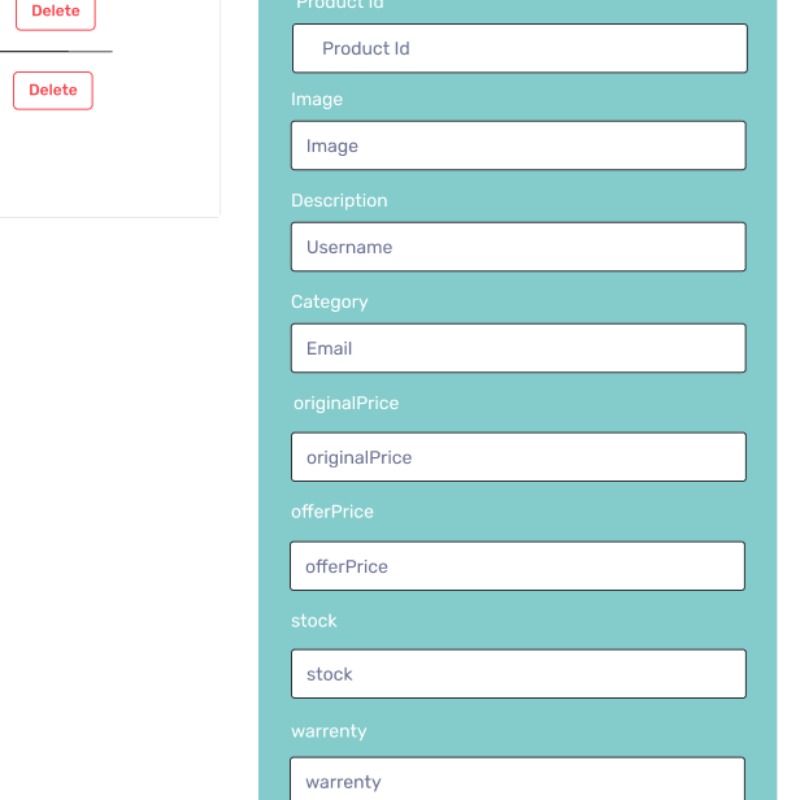 Delete
Delete
Product Id
Product Id
Image
Image
Description
Username
Category
Email
originalPrice
originalPrice
offerPrice
offerPrice
stock
stock
warrenty
warrenty